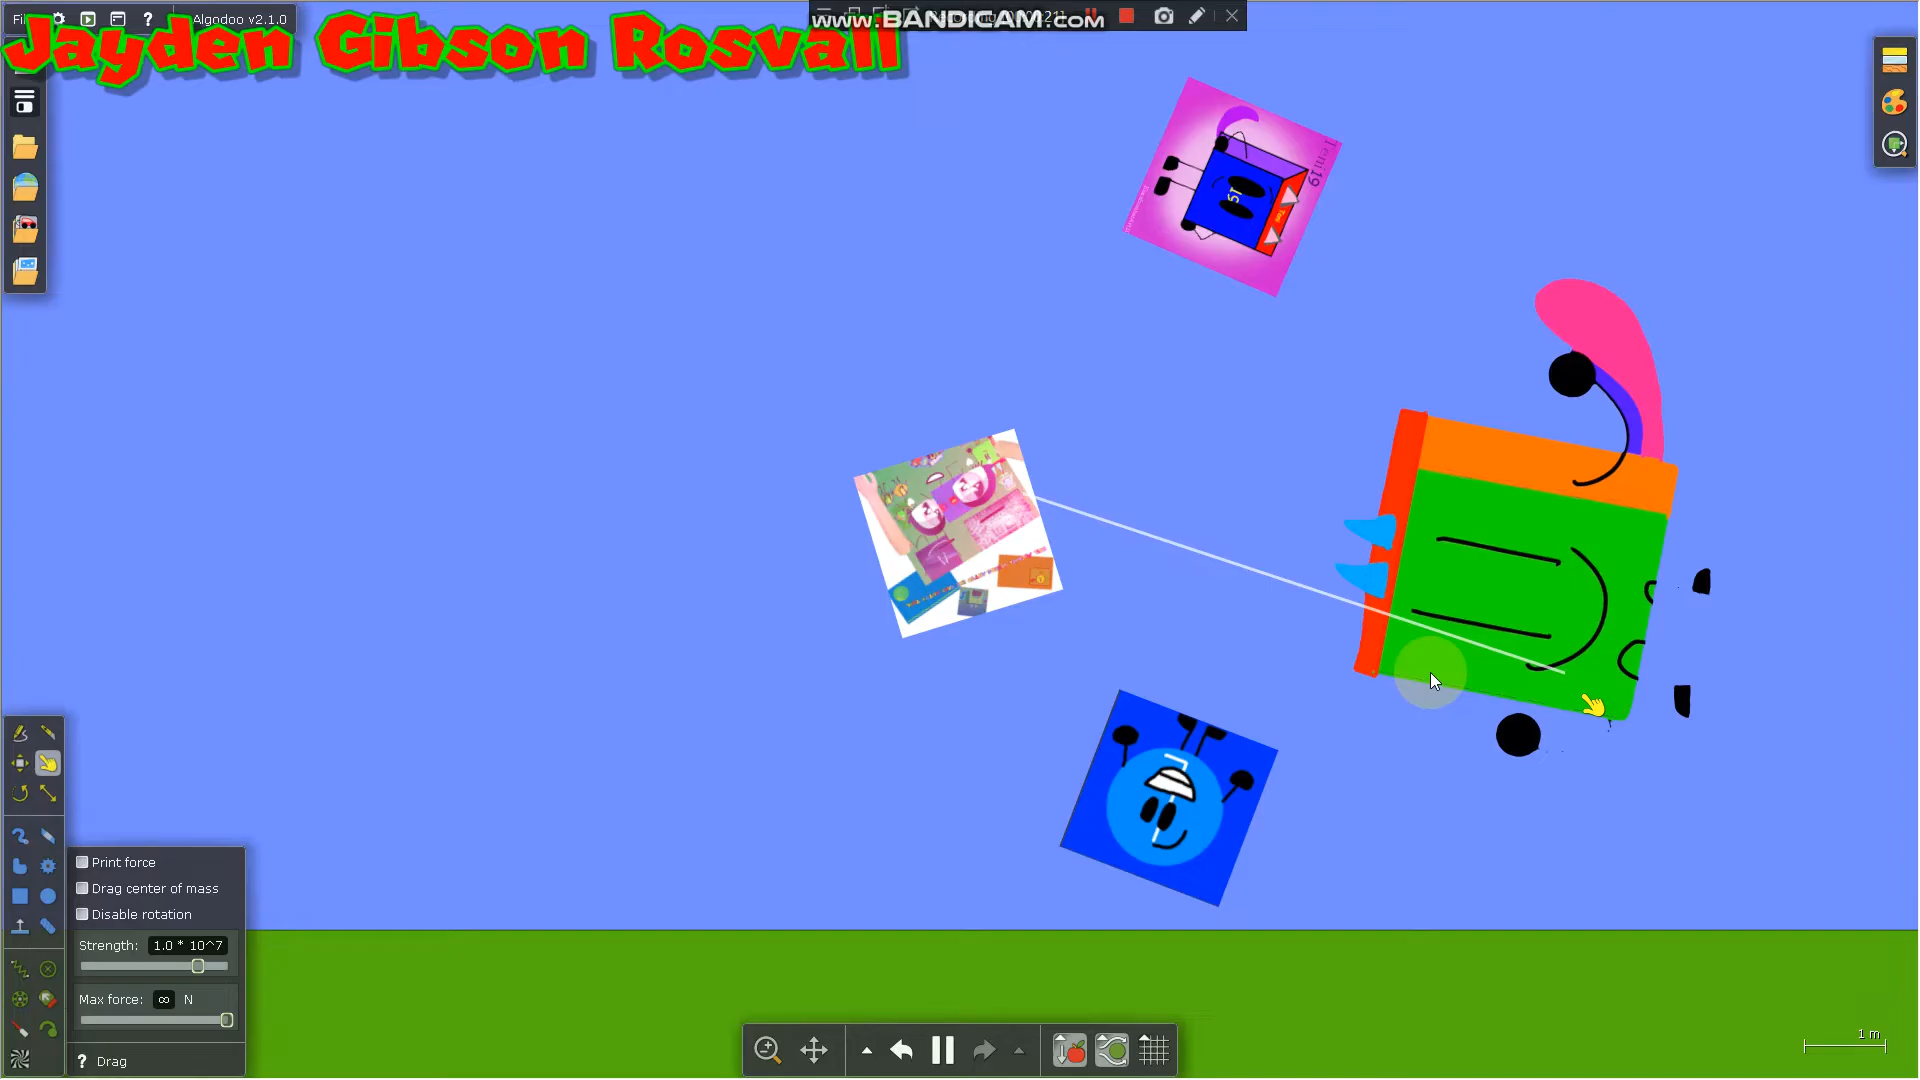 Algodoo v2.1.0
www.BANDICAM.com
Jayden Gibson Rosvall
19
Print force
Drag center of mass
Disable rotation
Strength: 1.0 * 10^7
Max force: ∞ N
? Drag
1 m